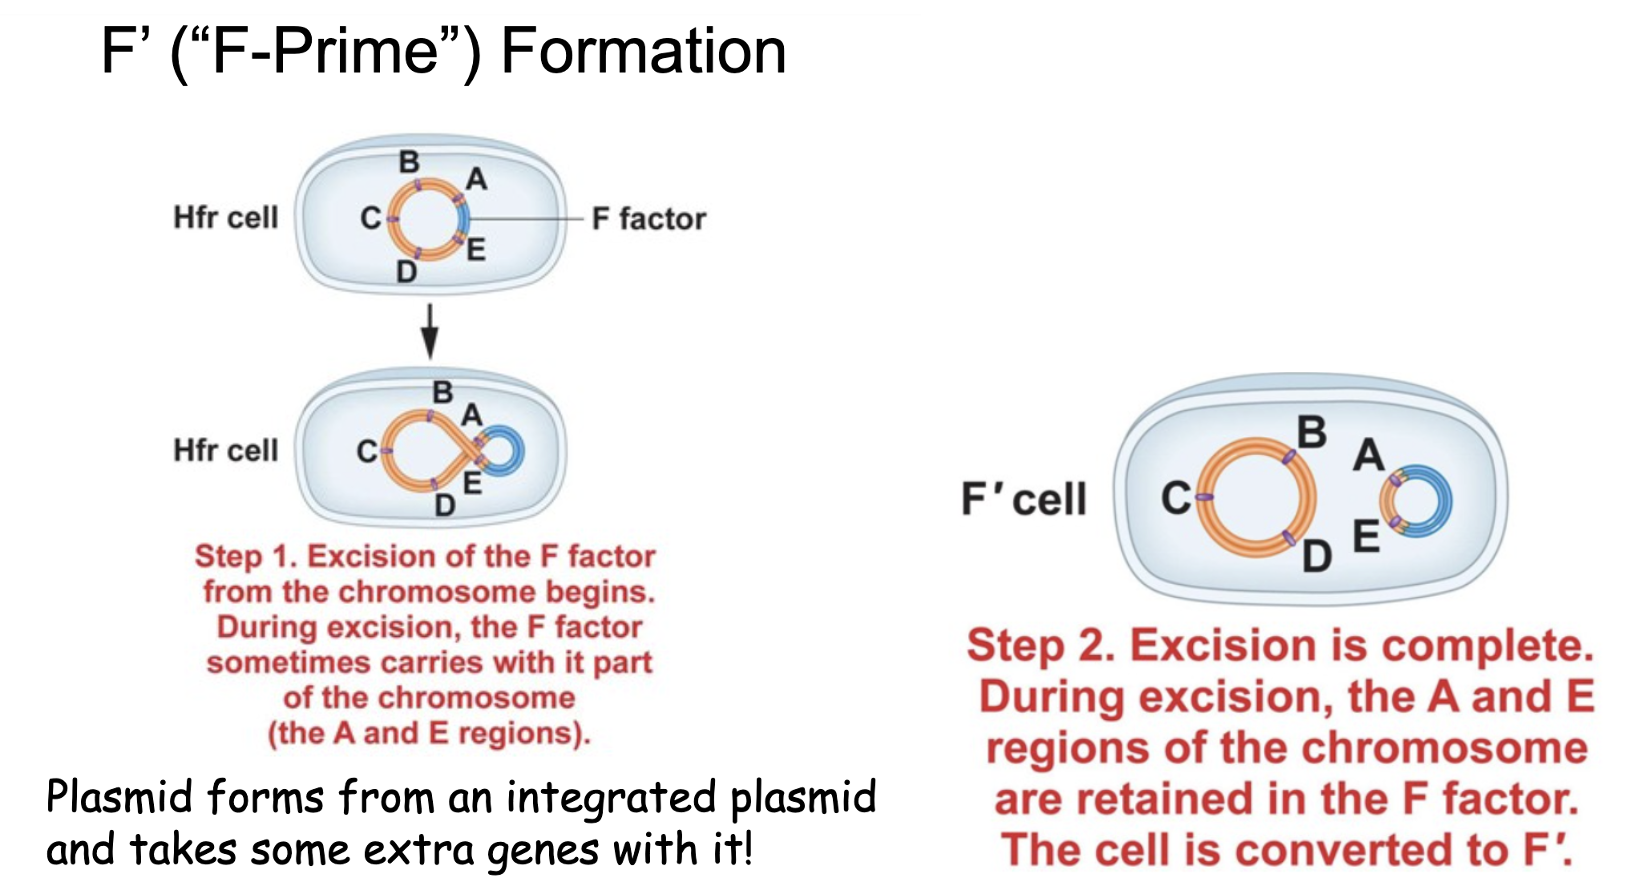 F’ (“F-Prime”) Formation
B
A
Hfr cell
C
F factor
E
D
B
A
Hfr cell
C
E
D
Step 1. Excision of the F factor
from the chromosome begins.
During excision, the F factor
sometimes carries with it part
of the chromosome
(the A and E regions).
Plasmid forms from an integrated plasmid
and takes some extra genes with it!
B
A
F′ cell
C
E
D
Step 2. Excision is complete.
During excision, the A and E
regions of the chromosome
are retained in the F factor.
The cell is converted to F′.